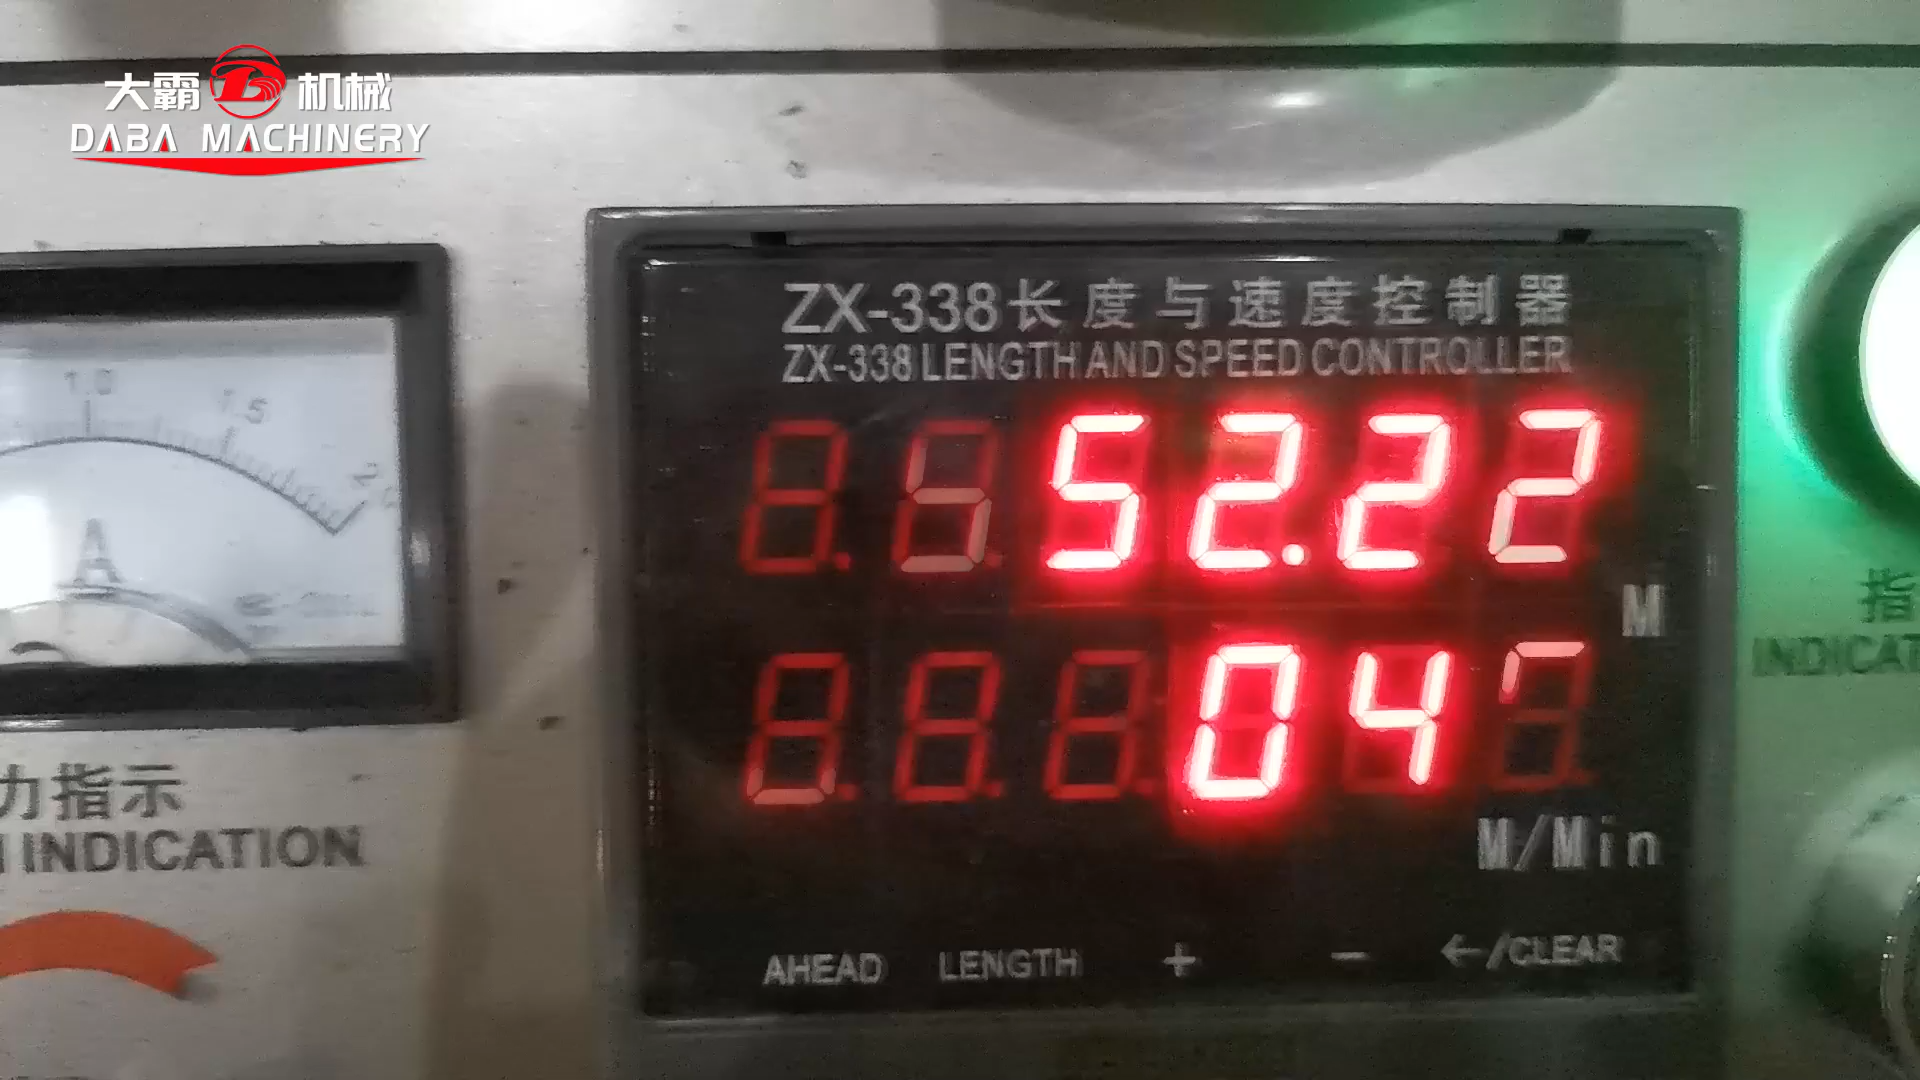 大霸机械
DABA MACHINERY
1.0
1.5
2
A
ZX-338长度与速度控制器
ZX-338 LENGTH AND SPEED CONTROLLER
52.22
M
04
M/Min
AHEAD LENGTH + − ←/CLEAR
力指示
INDICATION
指
INDICAT